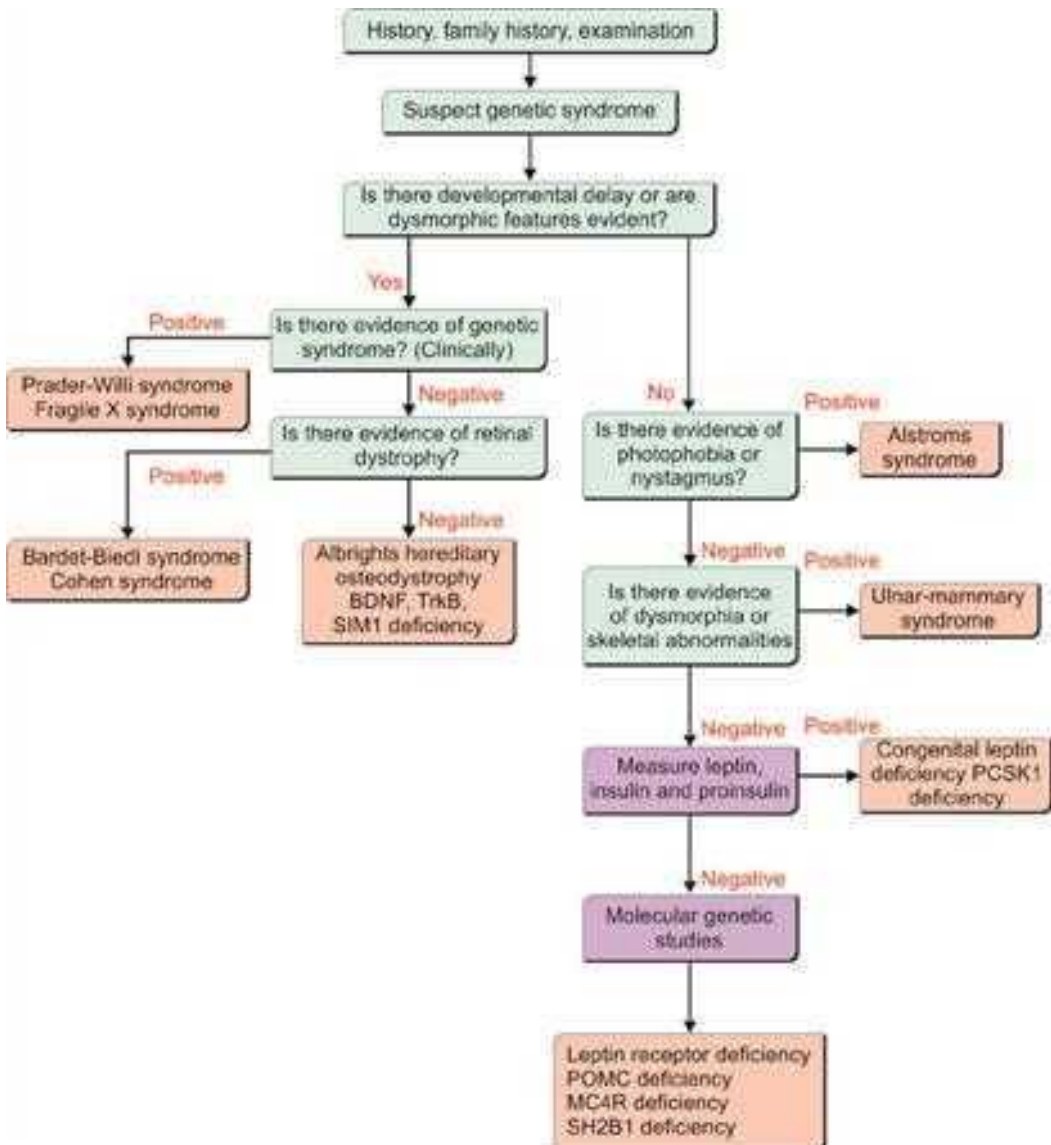 History, family history, examination
Suspect genetic syndrome
Is there developmental delay or are
dysmorphic features evident?
Yes
Positive
Is there evidence of genetic
syndrome? (Clinically)
Prader-Willi syndrome
Fragile X syndrome
Negative
Is there evidence of retinal
dystrophy?
Positive
Bardet-Biedl syndrome
Cohen syndrome
Negative
Albrights hereditary
osteodystrophy
BDNF, TrkB,
SIM1 deficiency
No
Is there evidence of
photophobia or
nystagmus?
Positive
Alstroms
syndrome
Negative
Is there evidence
of dysmorphia or
skeletal abnormalities
Positive
Ulnar-mammary
syndrome
Negative
Measure leptin,
insulin and proinsulin
Positive
Congenital leptin
deficiency PCSK1
deficiency
Negative
Molecular genetic
studies
Leptin receptor deficiency
POMC deficiency
MC4R deficiency
SH2B1 deficiency